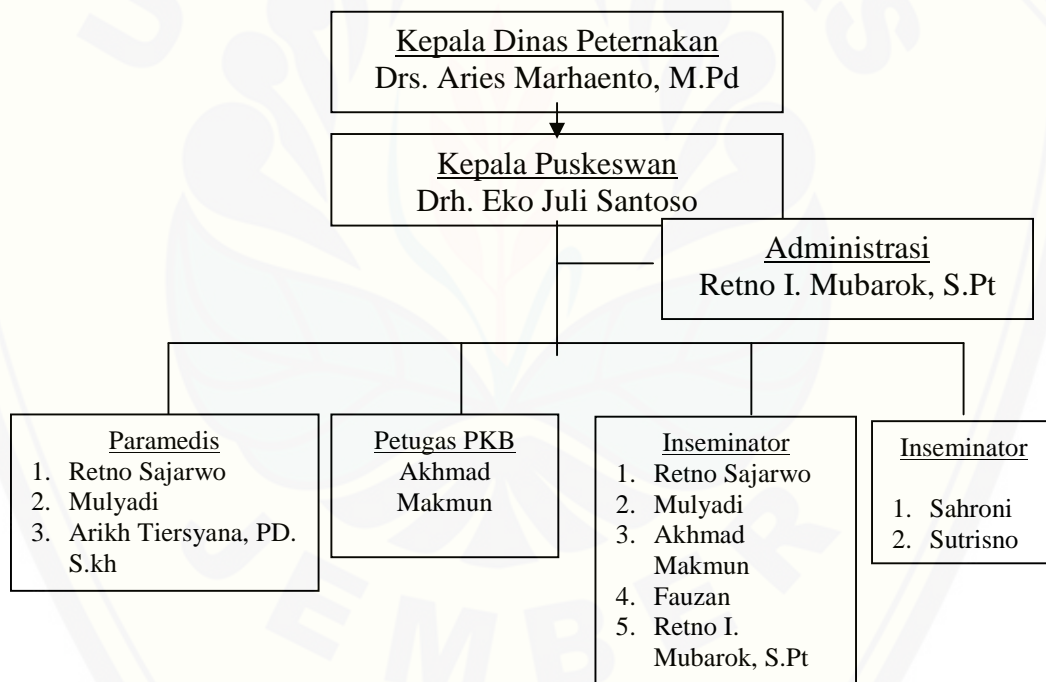 Kepala Dinas Peternakan
Drs. Aries Marhaento, M.Pd
Kepala Puskeswan
Drh. Eko Juli Santoso
Administrasi
Retno I. Mubarok, S.Pt
Paramedis
1. Retno Sajarwo
2. Mulyadi
3. Arikh Tiersyana, PD.
S.kh
Petugas PKB
Akhmad
Makmun
Inseminator
1. Retno Sajarwo
2. Mulyadi
3. Akhmad
Makmun
4. Fauzan
5. Retno I.
Mubarok, S.Pt
Inseminator
1. Sahroni
2. Sutrisno
JEMBER